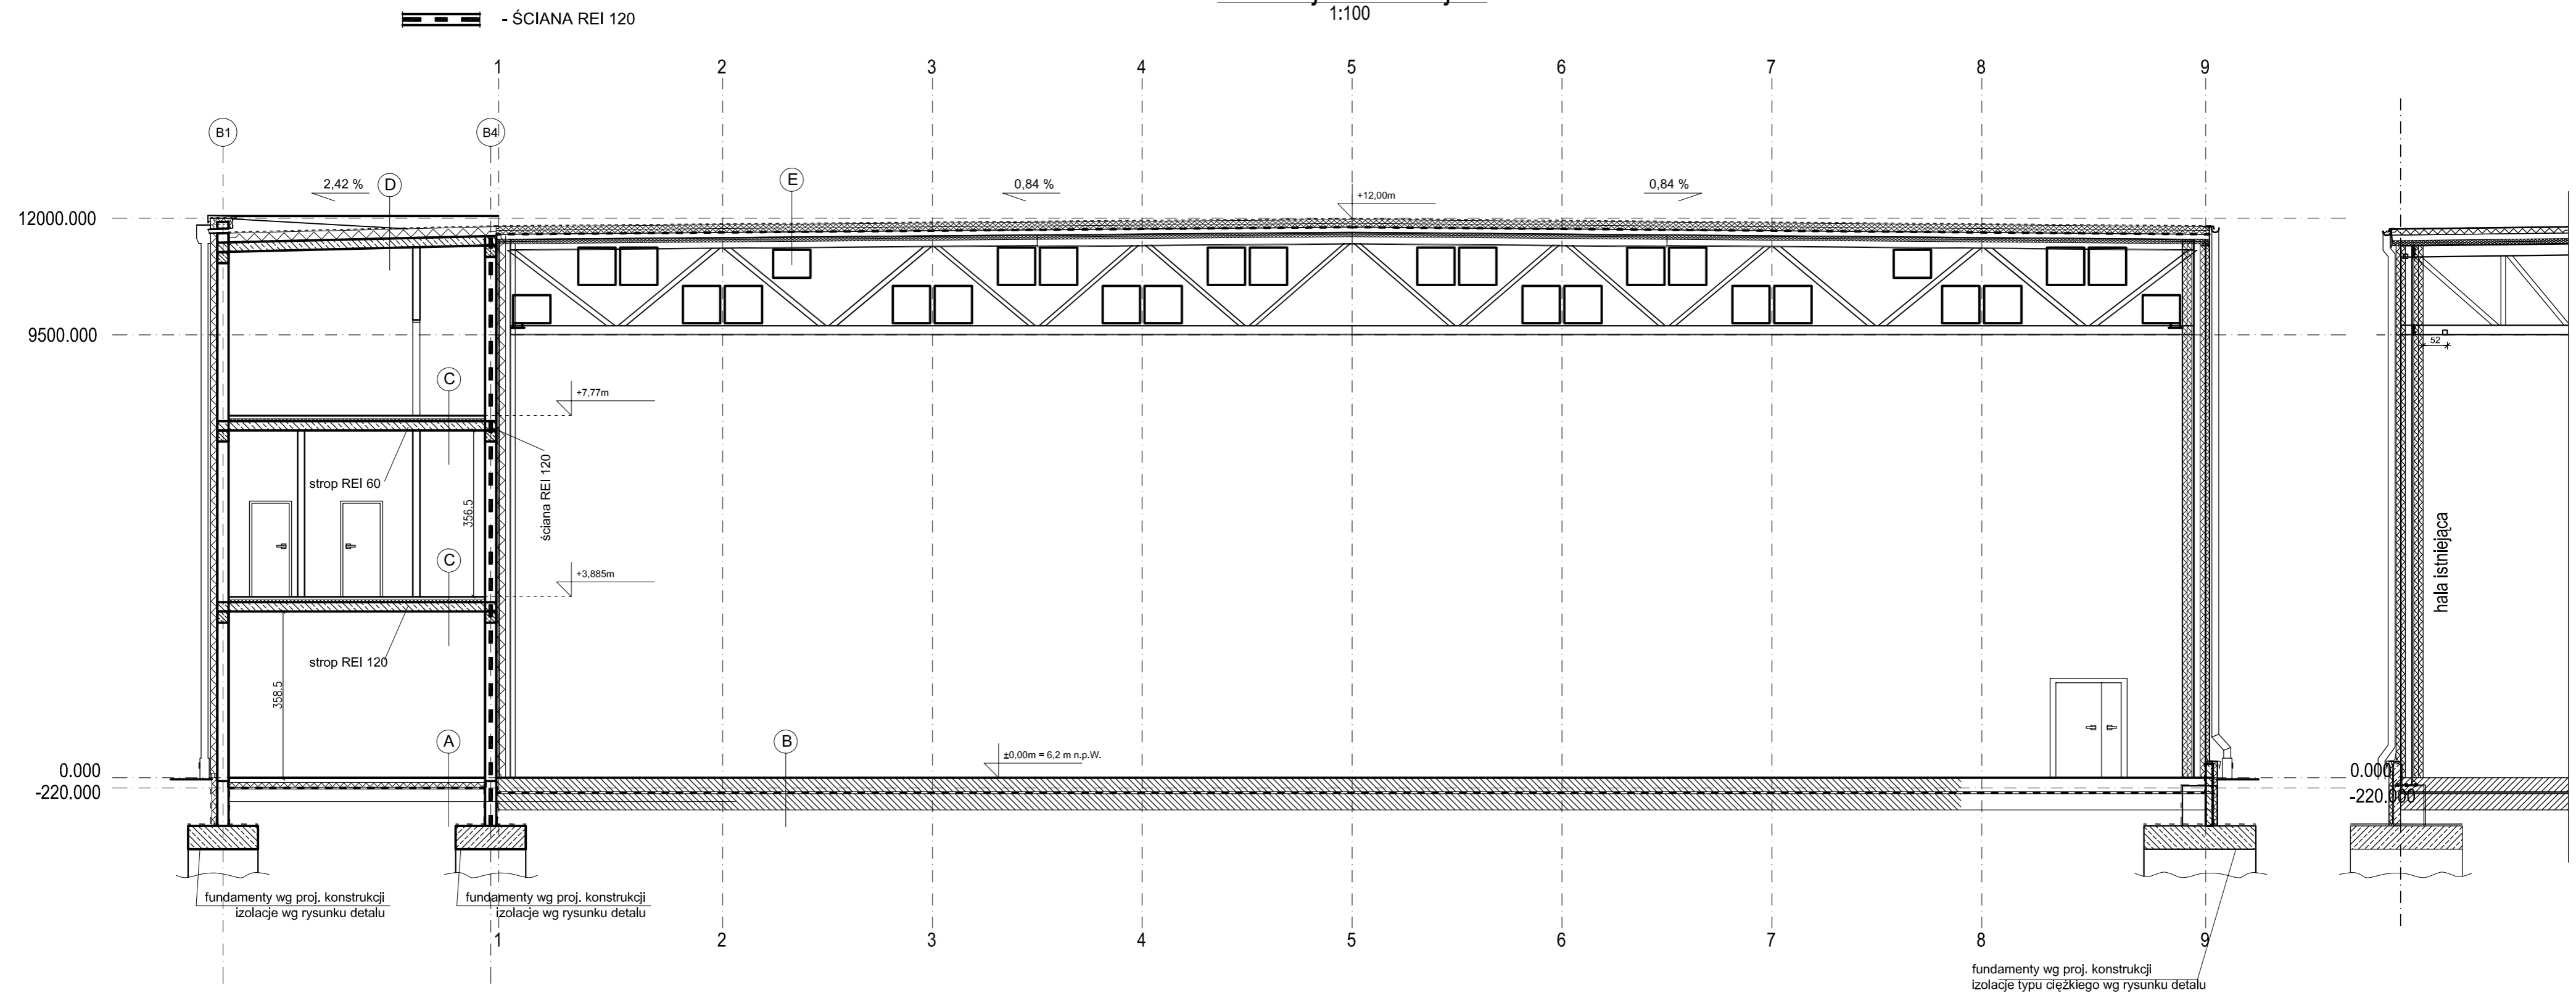 - ŚCIANA REI 120
1:100
1 2 3 4 5 6 7 8 9
B1 B4
2,42 %
D
E
0,84 %
+12,00m
0,84 %
12000.000
9500.000
52
C
+7,77m
strop REI 60
356.5
ściana REI 120
hala istniejąca
C
+3,885m
strop REI 120
358.5
A
B
±0,00m = 6,2 m n.p.W.
0.000
-220.000
0.000
-220.000
fundamenty wg proj. konstrukcji
izolacje wg rysunku detalu
fundamenty wg proj. konstrukcji
izolacje wg rysunku detalu
1 2 3 4 5 6 7 8 9
fundamenty wg proj. konstrukcji
izolacje typu ciężkiego wg rysunku detalu